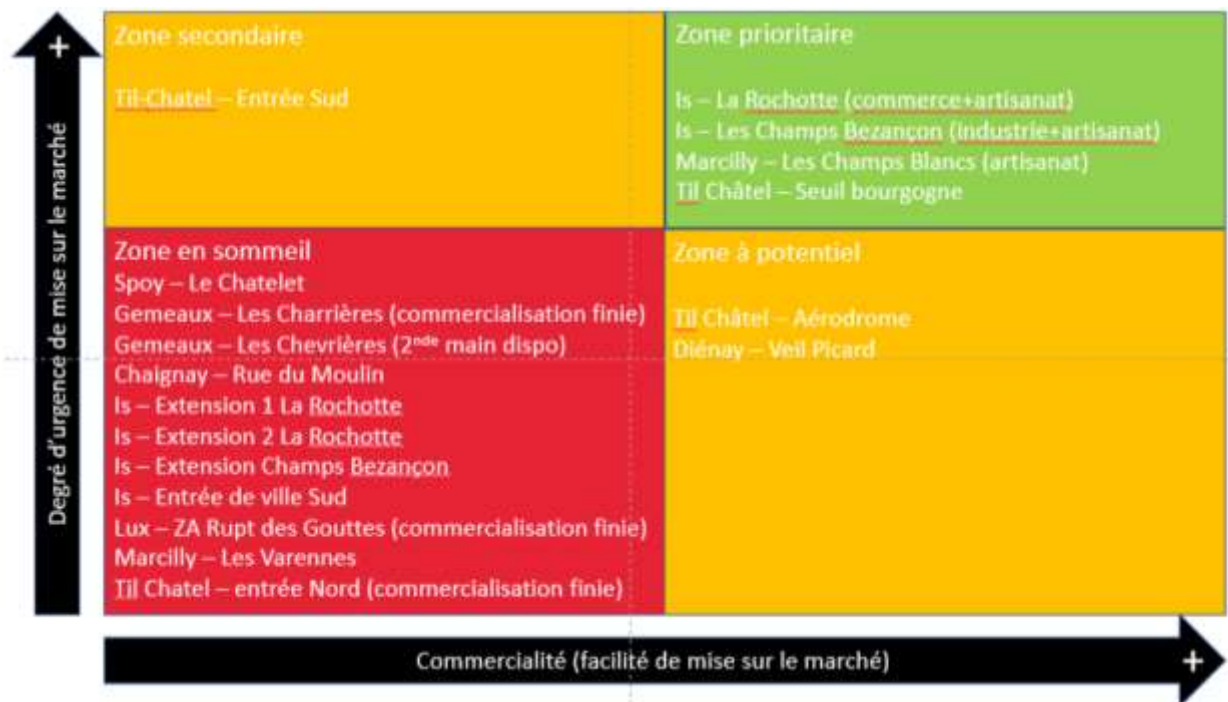 Degré d'urgence de mise sur le marché
+
Zone secondaire
Til-Chatel – Entrée Sud
Zone prioritaire
Is – La Rochotte (commerce+artisanat)
Is – Les Champs Bezançon (industrie+artisanat)
Marcilly – Les Champs Blancs (artisanat)
Til Châtel – Seuil bourgogne
Zone en sommeil
Spoy – Le Chatelet
Gemeaux – Les Charrières (commercialisation finie)
Gemeaux – Les Chevrières (2nde main dispo)
Chaignay – Rue du Moulin
Is – Extension 1 La Rochotte
Is – Extension 2 La Rochotte
Is – Extension Champs Bezançon
Is – Entrée de ville Sud
Lux – ZA Rupt des Gouttes (commercialisation finie)
Marcilly – Les Varennes
Til Chatel – entrée Nord (commercialisation finie)
Zone à potentiel
Til Châtel – Aérodrome
Diénay – Veil Picard
Commercialité (facilité de mise sur le marché)
+